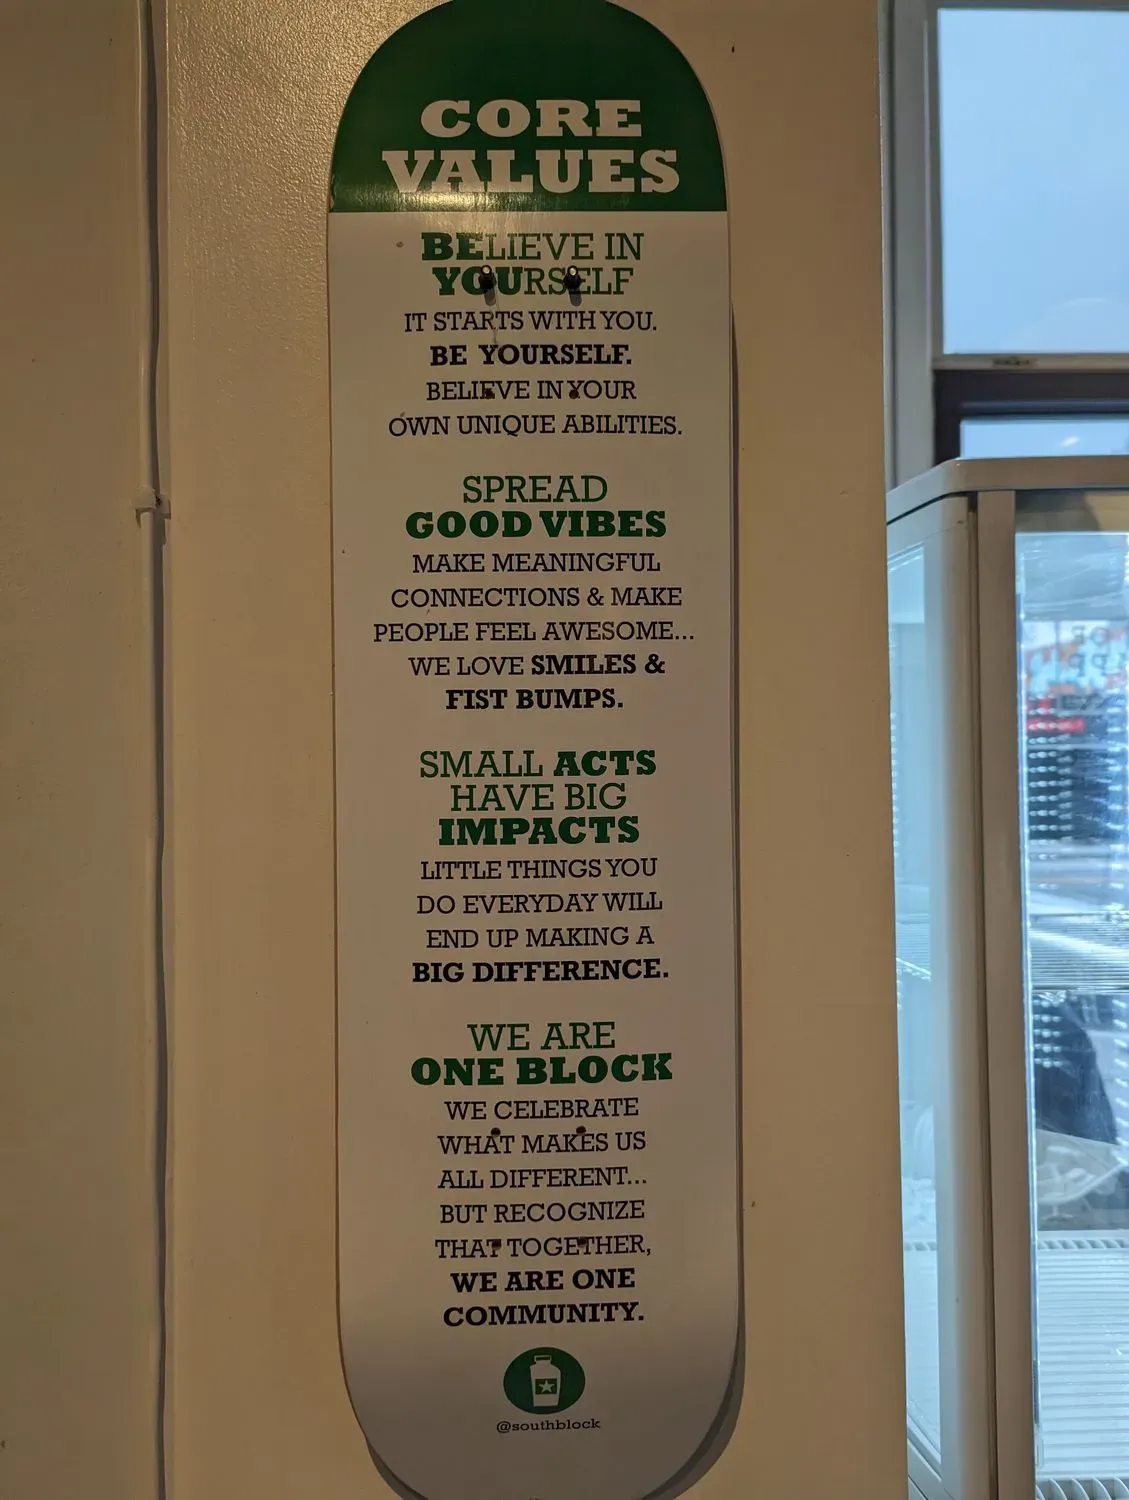 CORE
VALUES
BELIEVE IN
YOURSELF
IT STARTS WITH YOU.
BE YOURSELF.
BELIEVE IN YOUR
OWN UNIQUE ABILITIES.
SPREAD
GOOD VIBES
MAKE MEANINGFUL
CONNECTIONS & MAKE
PEOPLE FEEL AWESOME...
WE LOVE SMILES &
FIST BUMPS.
SMALL ACTS
HAVE BIG
IMPACTS
LITTLE THINGS YOU
DO EVERYDAY WILL
END UP MAKING A
BIG DIFFERENCE.
WE ARE
ONE BLOCK
WE CELEBRATE
WHAT MAKES US
ALL DIFFERENT...
BUT RECOGNIZE
THAT TOGETHER,
WE ARE ONE
COMMUNITY.
@southblock